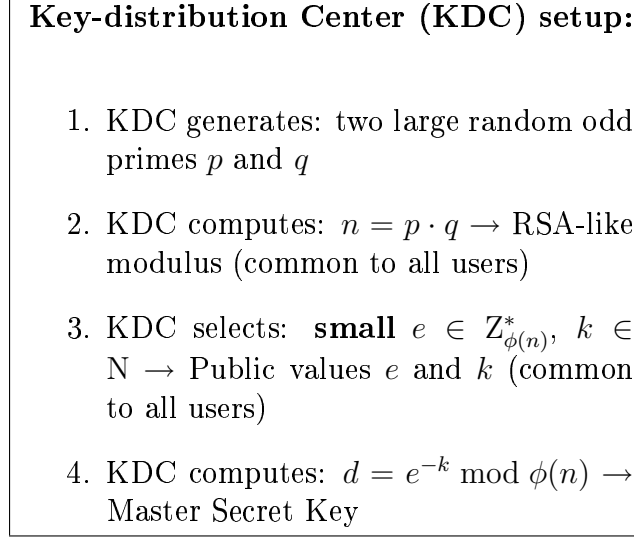 Key-distribution Center (KDC) setup:
1. KDC generates: two large random odd
primes p and q
2. KDC computes: n = p · q → RSA-like
modulus (common to all users)
3. KDC selects: small e ∈ Z*_{ϕ(n)}, k ∈
N → Public values e and k (common
to all users)
4. KDC computes: d = e^{−k} mod ϕ(n) →
Master Secret Key